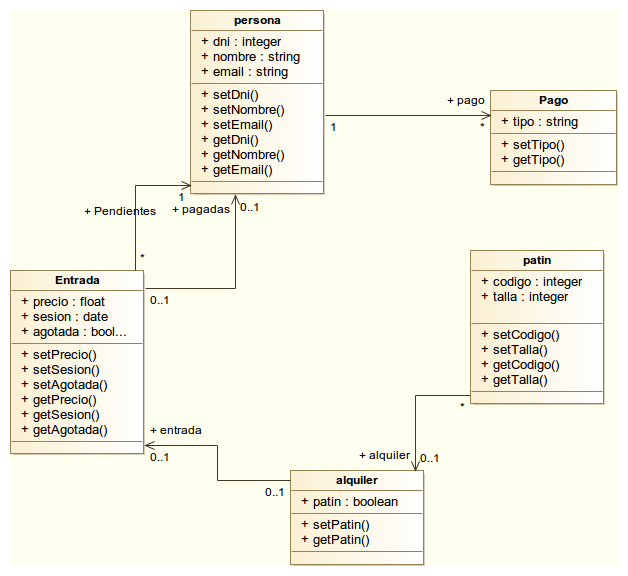 persona
+ dni : integer
+ nombre : string
+ email : string
+ setDni()
+ setNombre()
+ setEmail()
+ getDni()
+ getNombre()
+ getEmail()
+ pago
1
*
Pago
+ tipo : string
+ setTipo()
+ getTipo()
+ Pendientes
1
*
+ pagadas
0..1
0..1
Entrada
+ precio : float
+ sesion : date
+ agotada : bool...
+ setPrecio()
+ setSesion()
+ setAgotada()
+ getPrecio()
+ getSesion()
+ getAgotada()
patin
+ codigo : integer
+ talla : integer
+ setCodigo()
+ setTalla()
+ getCodigo()
+ getTalla()
*
+ alquiler
0..1
+ entrada
0..1
0..1
alquiler
+ patin : boolean
+ setPatin()
+ getPatin()